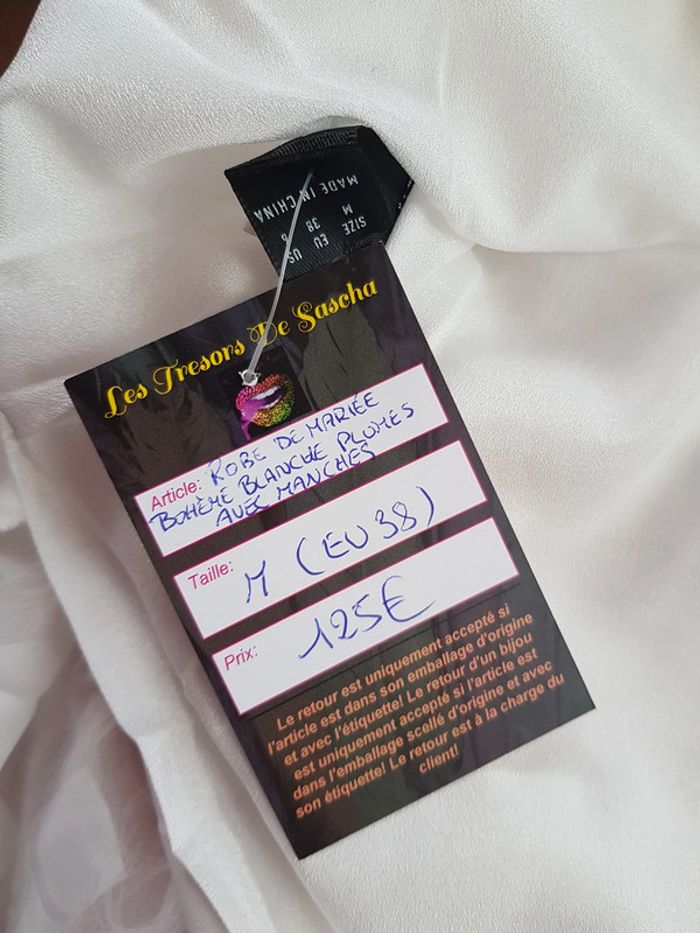 MADE IN CHINA
SIZE EU US
M 38
Les Tresors De Sascha
Article: ROBE DE MARIÉE
BOHÈME BLANCHE PLUMES
AVEC MANCHES
Taille: M (EU 38)
Prix: 125€
Le retour est uniquement accepté si
l'article est dans son emballage d'origine
et avec l'étiquette! Le retour d'un bijou
est uniquement accepté si l'article est
dans l'emballage scellé d'origine et avec
son étiquette! Le retour est à la charge du
client!